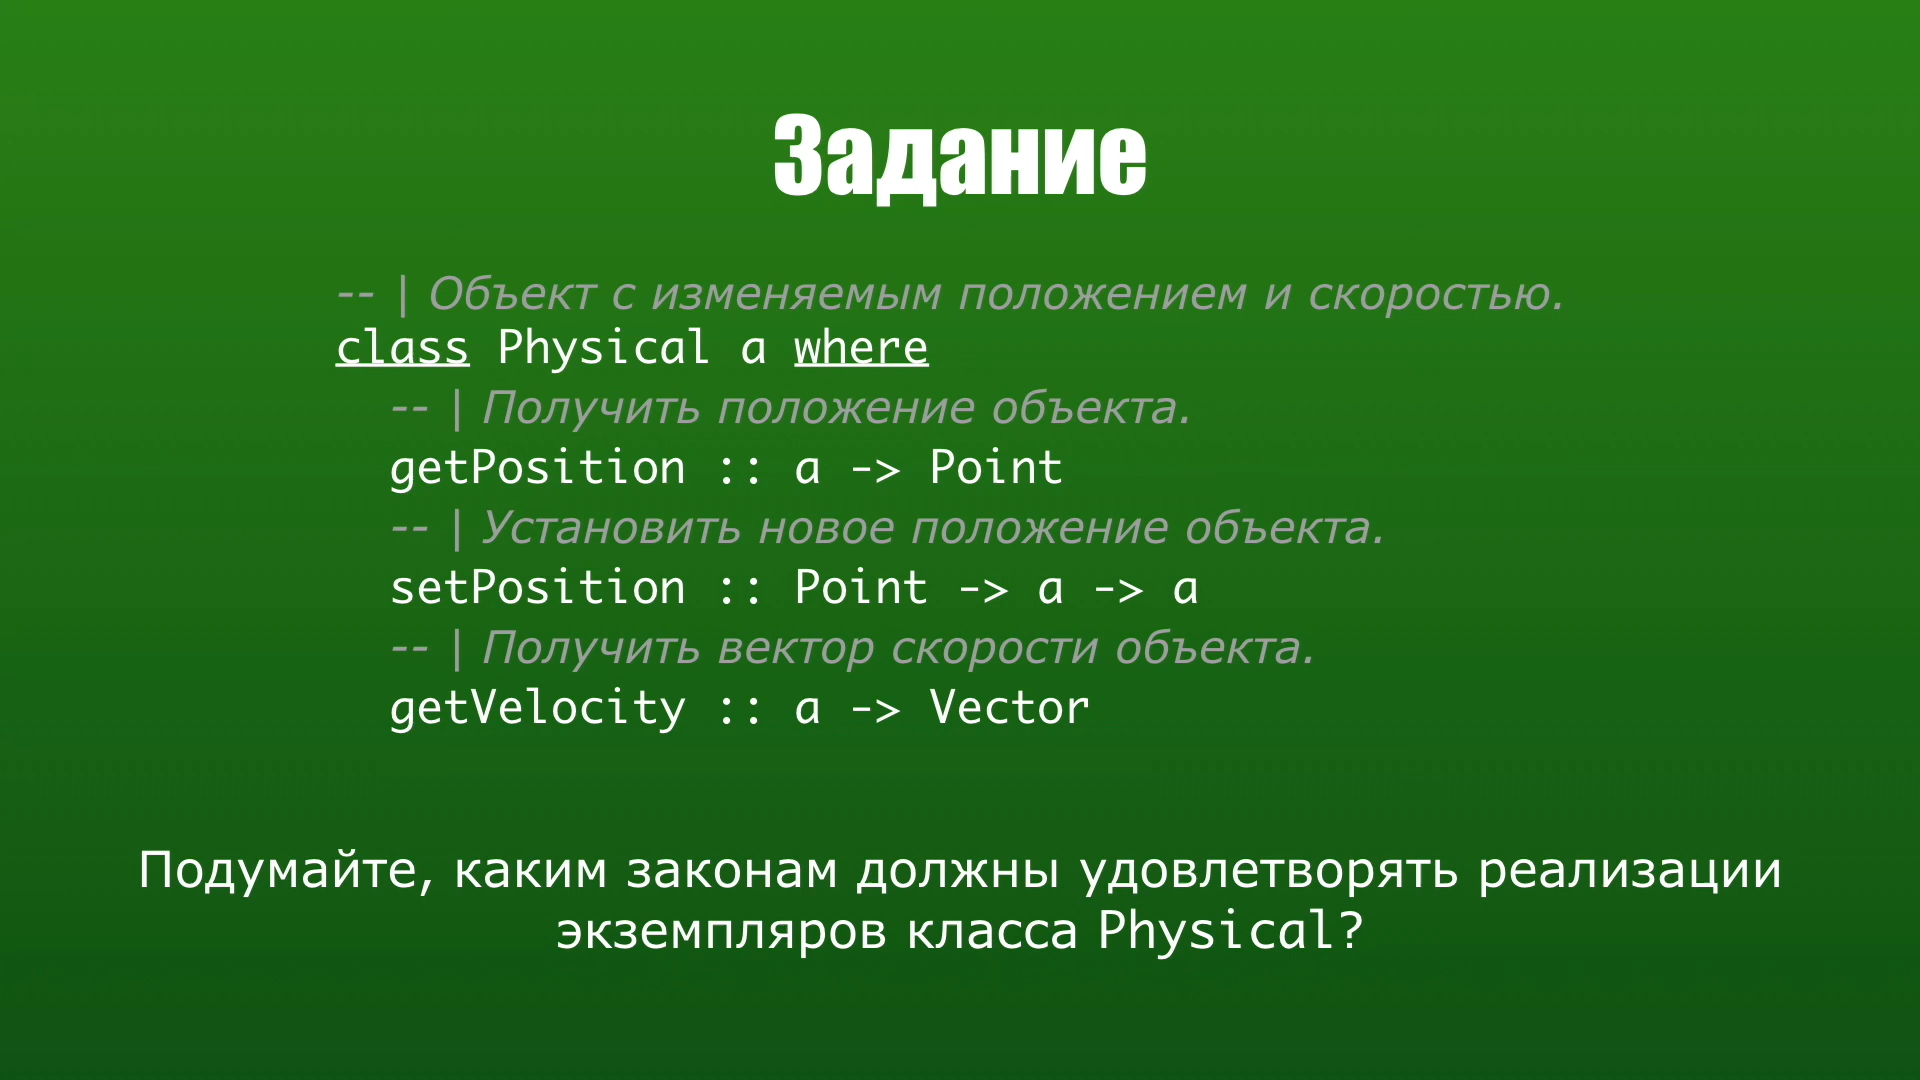 Задание
-- | Объект с изменяемым положением и скоростью.
class Physical a where
-- | Получить положение объекта.
getPosition :: a -> Point
-- | Установить новое положение объекта.
setPosition :: Point -> a -> a
-- | Получить вектор скорости объекта.
getVelocity :: a -> Vector
Подумайте, каким законам должны удовлетворять реализации
экземпляров класса Physical?